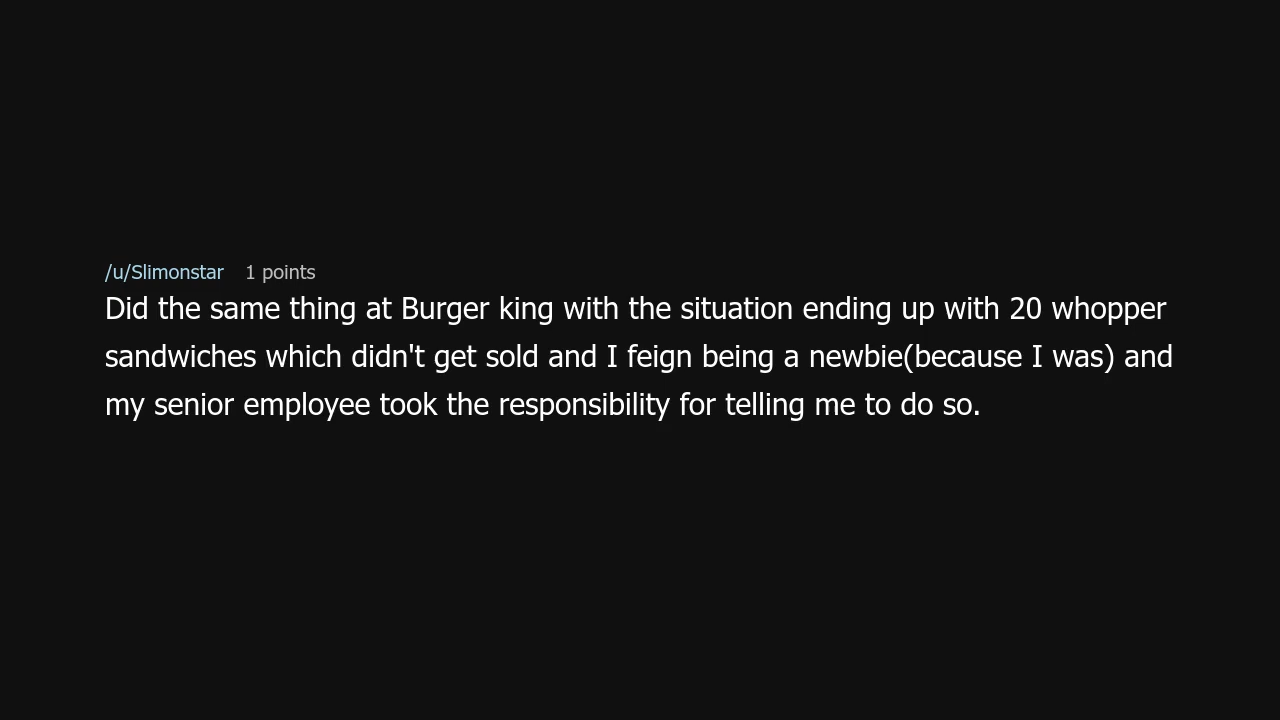 /u/Slimonstar 1 points
Did the same thing at Burger king with the situation ending up with 20 whopper
sandwiches which didn't get sold and I feign being a newbie(because I was) and
my senior employee took the responsibility for telling me to do so.